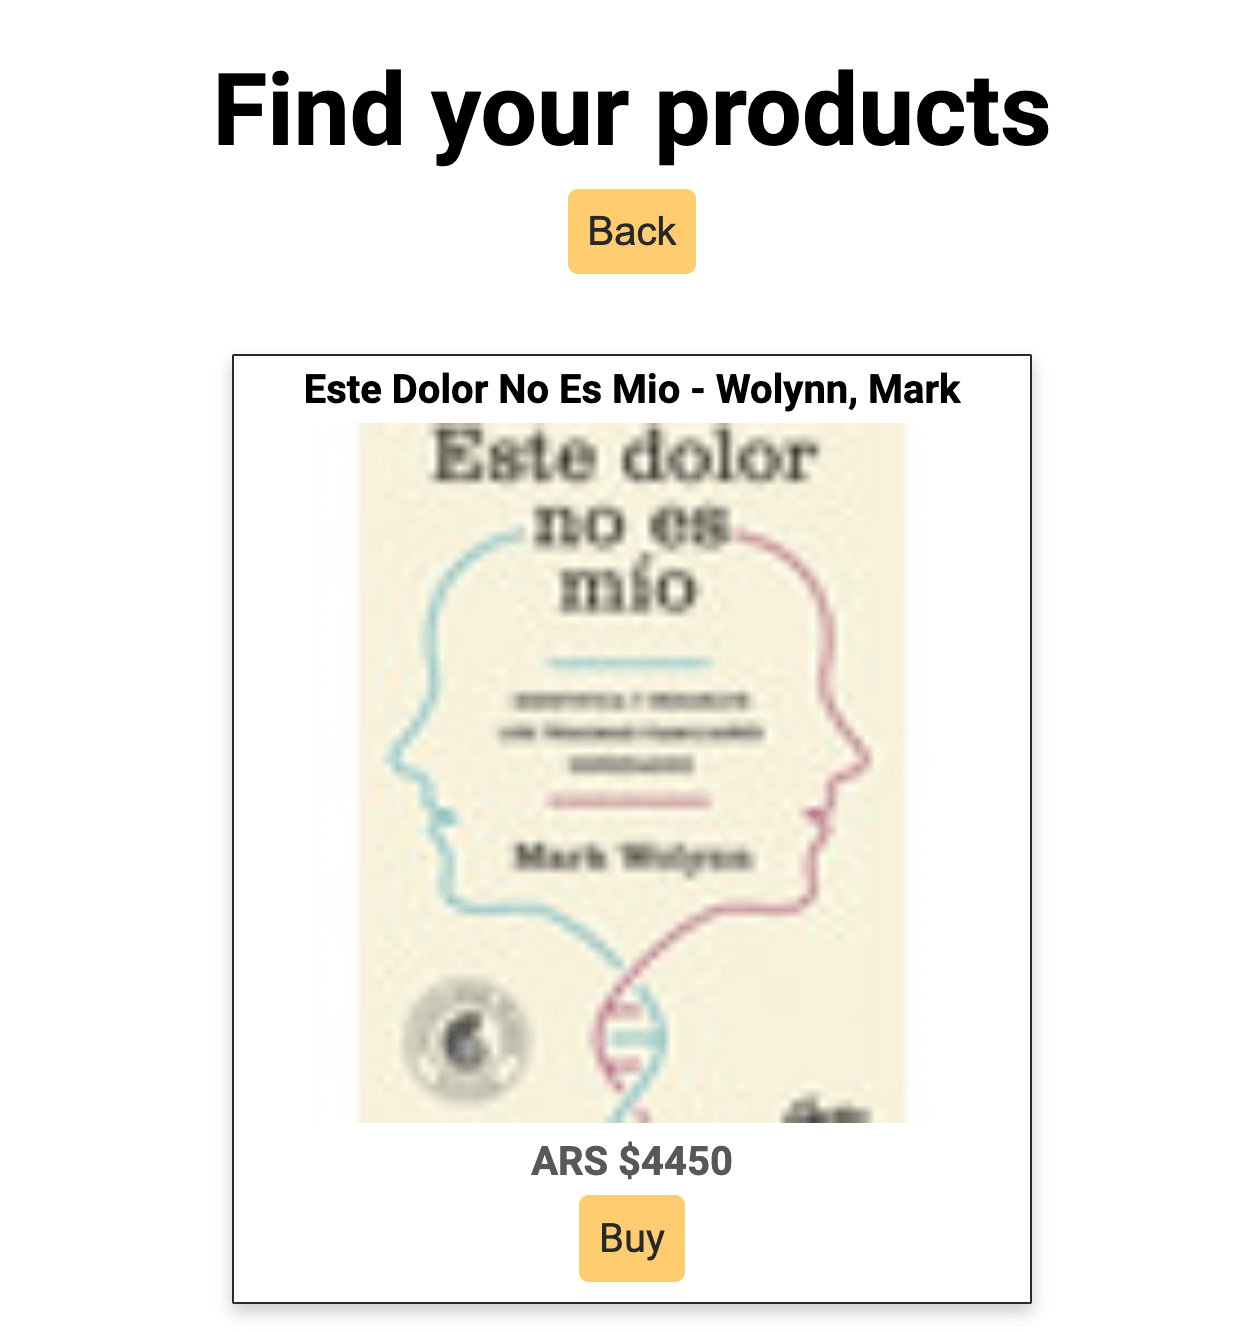 Find your products
Back
Este Dolor No Es Mio - Wolynn, Mark
Este dolor
no es
mío
Mark Wolynn
ARS $4450
Buy